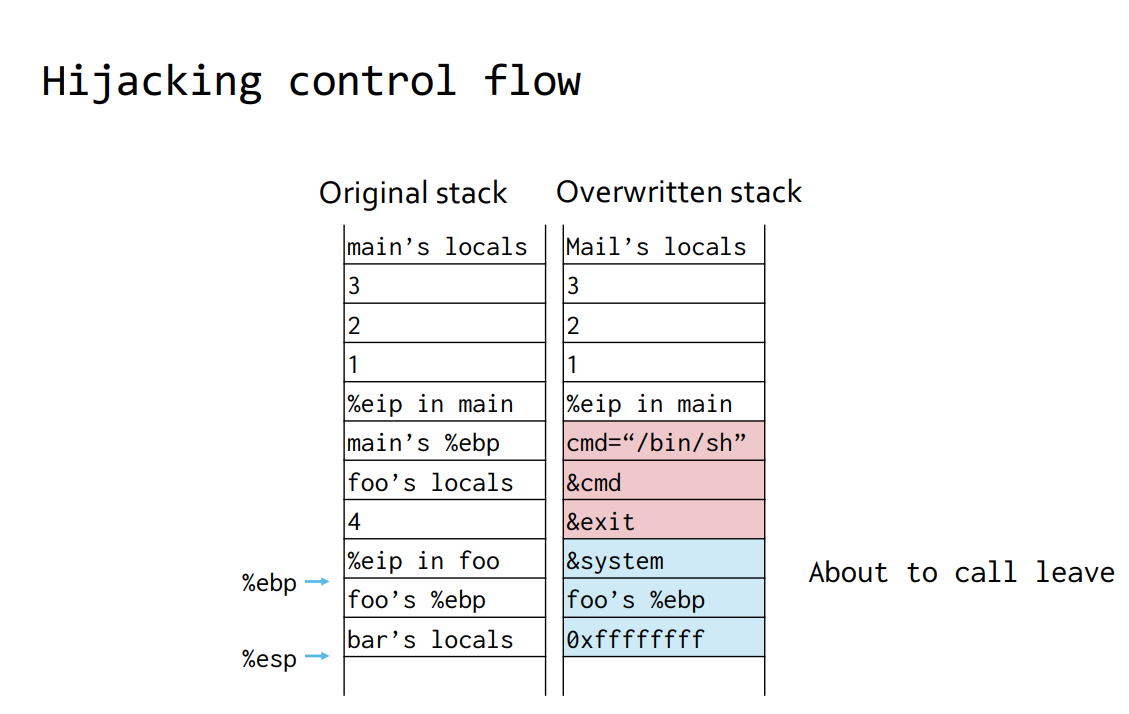 Hijacking control flow
Original stack
Overwritten stack
main’s locals
Mail’s locals
3
3
2
2
1
1
%eip in main
%eip in main
main’s %ebp
cmd=“/bin/sh”
foo’s locals
&cmd
4
&exit
%eip in foo
&system
%ebp
About to call leave
foo’s %ebp
foo’s %ebp
bar’s locals
0xffffffff
%esp